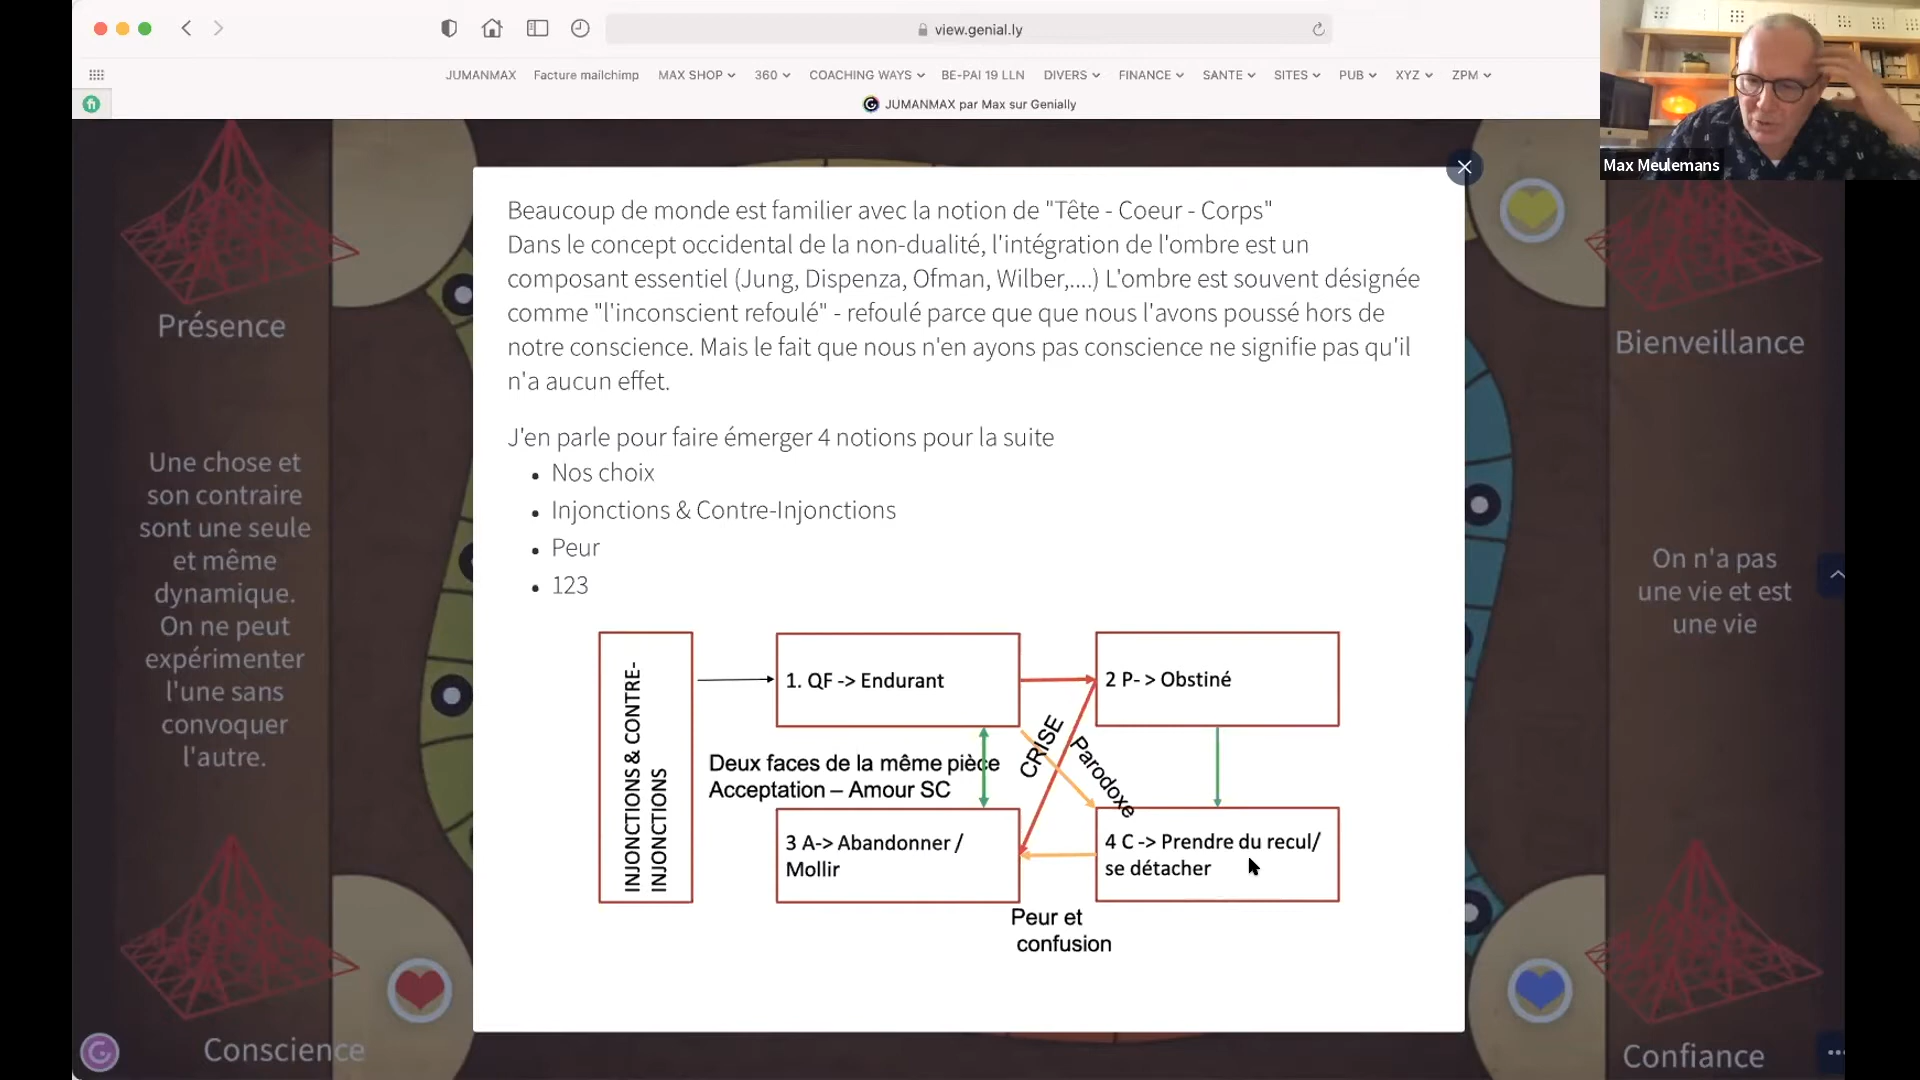 view.genial.ly
JUMANMAX
Facture mailchimp
MAX SHOP
360
COACHING WAYS
BE-PAI 19 LLN
DIVERS
FINANCE
SANTE
SITES
PUB
XYZ
ZPM
JUMANMAX par Max sur Genially
Max Meulemans
Présence
Une chose et
son contraire
sont une seule
et même
dynamique.
On ne peut
expérimenter
l'une sans
convoquer
l'autre.
Conscience
Beaucoup de monde est familier avec la notion de "Tête - Coeur - Corps"
Dans le concept occidental de la non-dualité, l'intégration de l'ombre est un
composant essentiel (Jung, Dispenza, Ofman, Wilber,....) L'ombre est souvent désignée
comme "l'inconscient refoulé" - refoulé parce que que nous l'avons poussé hors de
notre conscience. Mais le fait que nous n'en ayons pas conscience ne signifie pas qu'il
n'a aucun effet.
J'en parle pour faire émerger 4 notions pour la suite
• Nos choix
• Injonctions & Contre-Injonctions
• Peur
• 123
INJONCTIONS & CONTRE-
INJONCTIONS
1. QF -> Endurant
2 P- > Obstiné
Deux faces de la même pièce
Acceptation – Amour SC
CRISE
Parodoxe
3 A-> Abandonner /
Mollir
4 C -> Prendre du recul/
se détacher
Peur et
confusion
Bienveillance
On n'a pas
une vie et est
une vie
Confiance